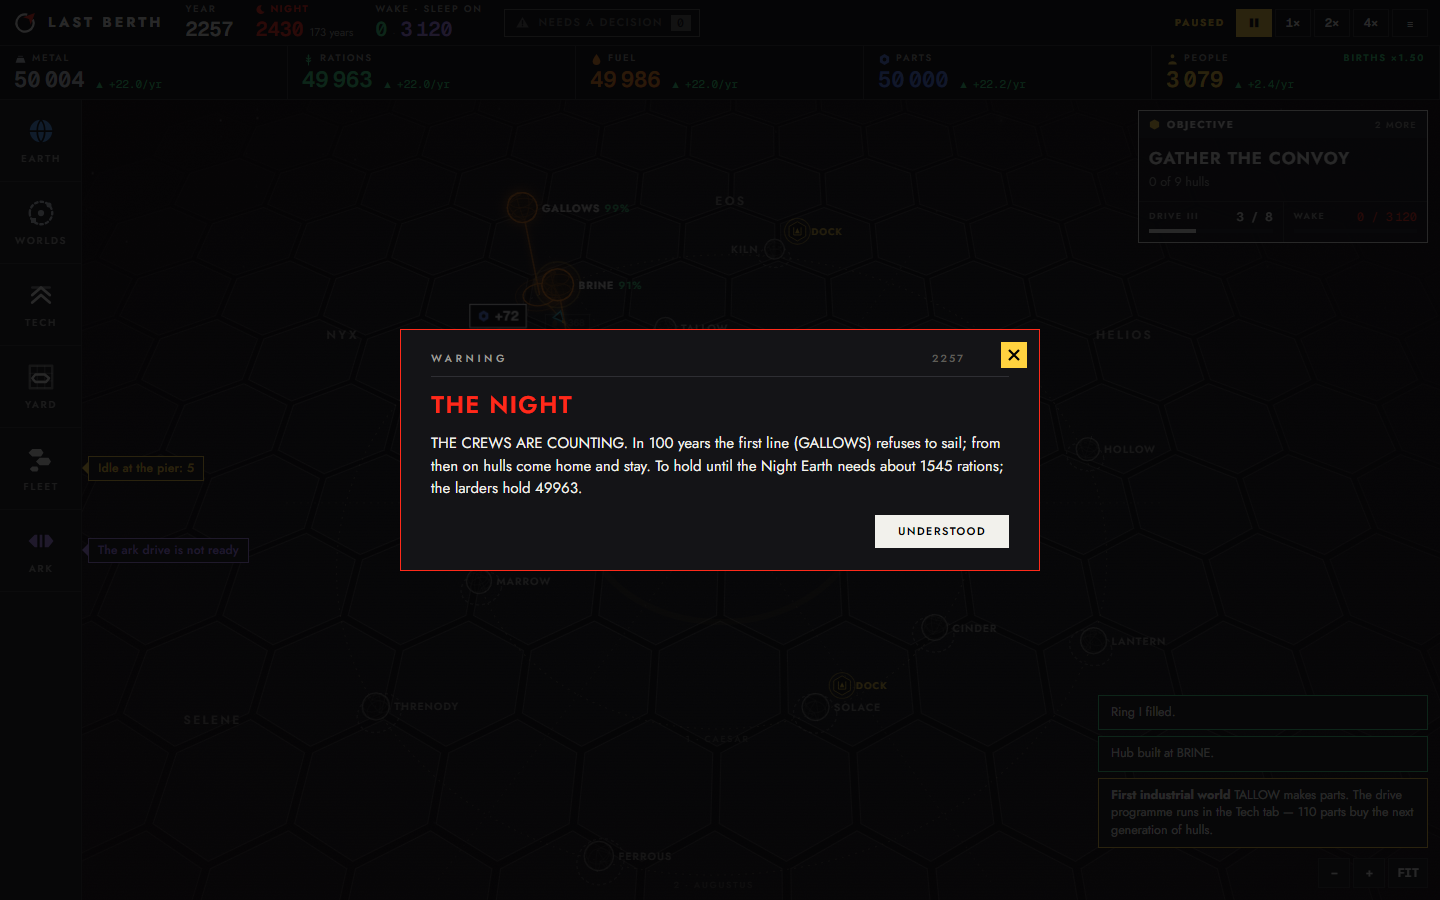 LAST BERTH
YEAR
2257
NIGHT
2430 173 years
WAKE · SLEEP ON
0 3 120
NEEDS A DECISION 0
PAUSED
1×
2×
4×
≡
METAL
50 004 ▲ +22.0/yr
RATIONS
49 963 ▲ +22.0/yr
FUEL
49 986 ▲ +22.0/yr
PARTS
50 000 ▲ +22.2/yr
PEOPLE
BIRTHS ×1.50
3 079 ▲ +2.4/yr
EARTH
WORLDS
TECH
YARD
FLEET
ARK
Idle at the pier: 5
The ark drive is not ready
OBJECTIVE
2 MORE
GATHER THE CONVOY
0 of 9 hulls
DRIVE III 3 / 8
WAKE 0 / 3 120
GALLOWS 99%
EOS
DOCK
KILN
BRINE 91%
+72
TALLOW
NYX
HELIOS
WARNING
2257
THE NIGHT
THE CREWS ARE COUNTING. In 100 years the first line (GALLOWS) refuses to sail; from
then on hulls come home and stay. To hold until the Night Earth needs about 1545 rations;
the larders hold 49963.
UNDERSTOOD
HOLLOW
MARROW
CINDER
LANTERN
DOCK
SOLACE
THRENODY
SELENE
FERROUS
Ring I filled.
Hub built at BRINE.
First industrial world TALLOW makes parts. The drive
programme runs in the Tech tab — 110 parts buy the next
generation of hulls.
−
+
FIT